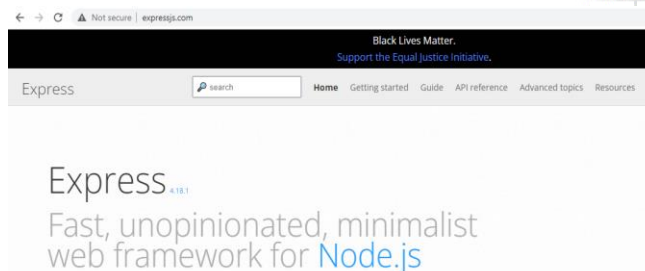 Not secure | expressjs.com
Black Lives Matter.
Support the Equal Justice Initiative.
Express
search
Home Getting started Guide API reference Advanced topics Resources
Express 4.18.1
Fast, unopinionated, minimalist
web framework for Node.js